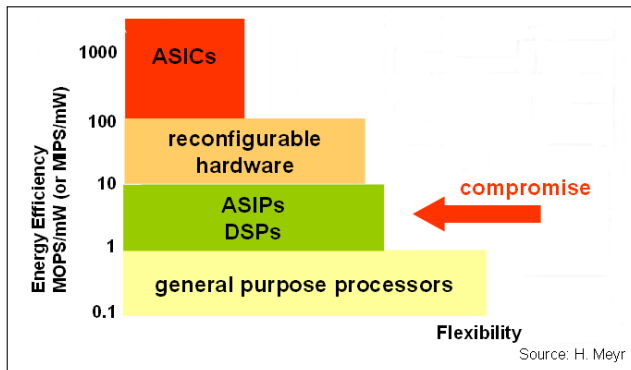 Energy Efficiency
MOPS/mW (or MIPS/mW)
1000
100
10
1
0.1
ASICs
reconfigurable
hardware
ASIPs
DSPs
general purpose processors
compromise
Flexibility
Source: H. Meyr